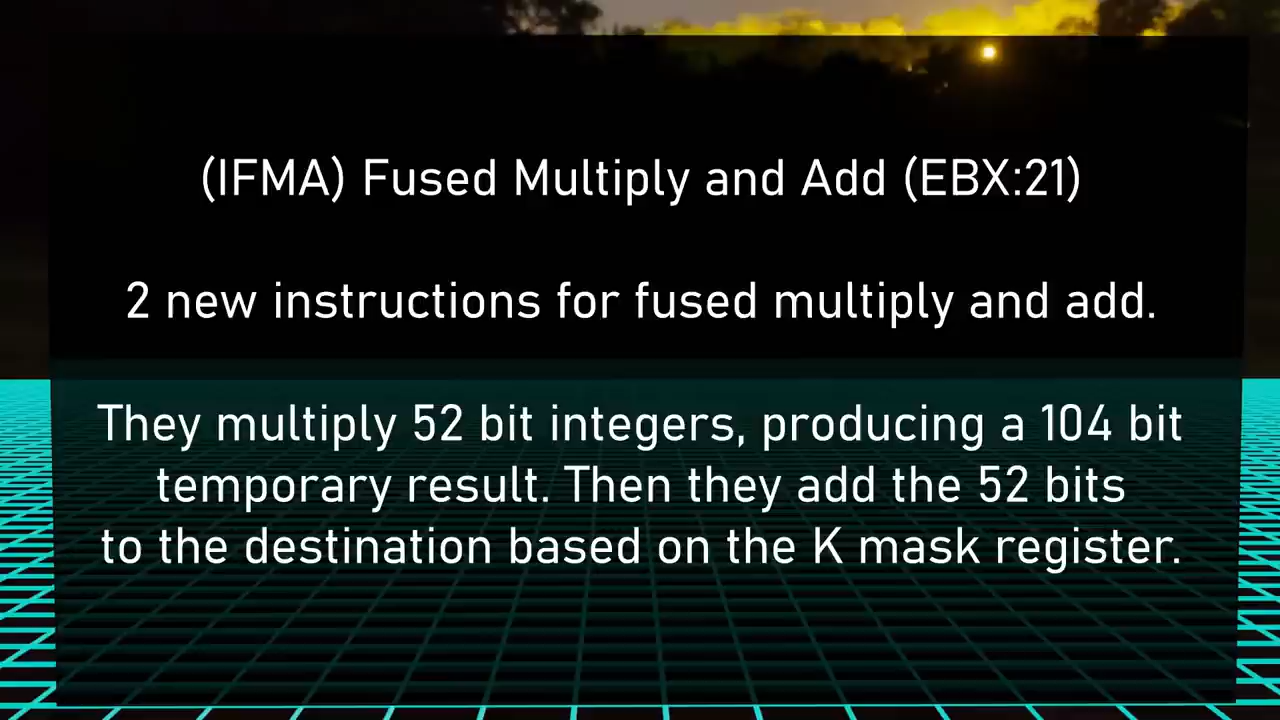 (IFMA) Fused Multiply and Add (EBX:21)
2 new instructions for fused multiply and add.
They multiply 52 bit integers, producing a 104 bit
temporary result. Then they add the 52 bits
to the destination based on the K mask register.